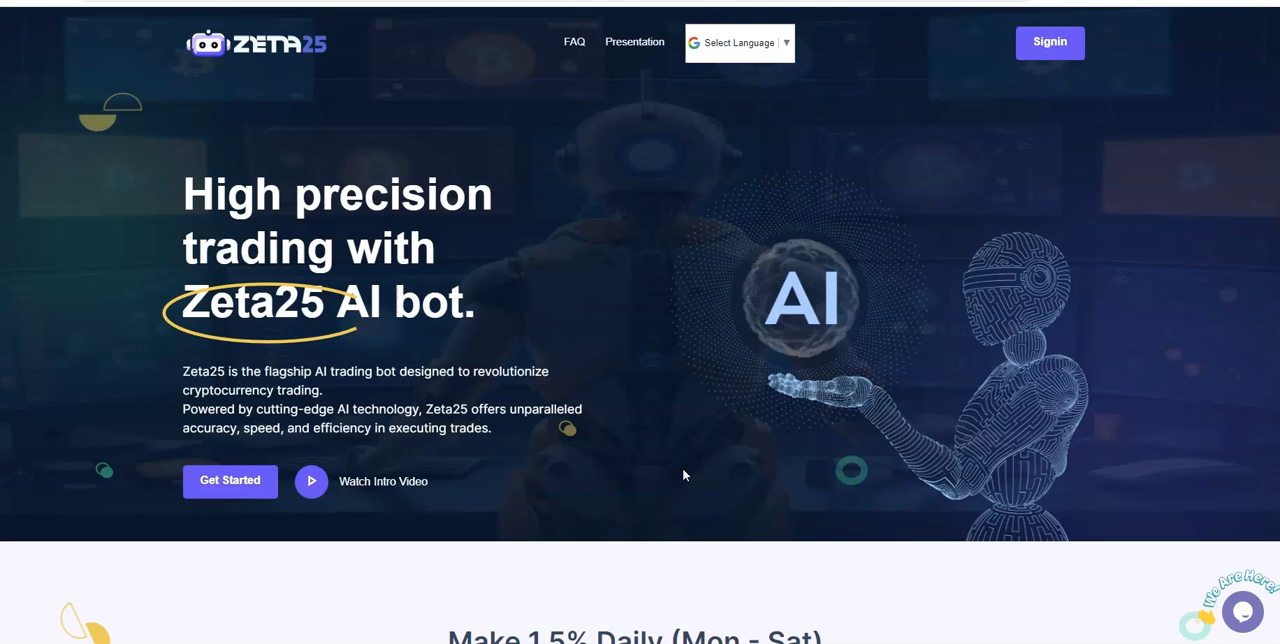 ZETA25
FAQ
Presentation
Select Language
Signin
High precision
trading with
Zeta25 AI bot.
AI
Zeta25 is the flagship AI trading bot designed to revolutionize
cryptocurrency trading.
Powered by cutting-edge AI technology, Zeta25 offers unparalleled
accuracy, speed, and efficiency in executing trades.
Get Started
Watch Intro Video
We Are Here!
Make 1.5% Daily (Mon - Sat)